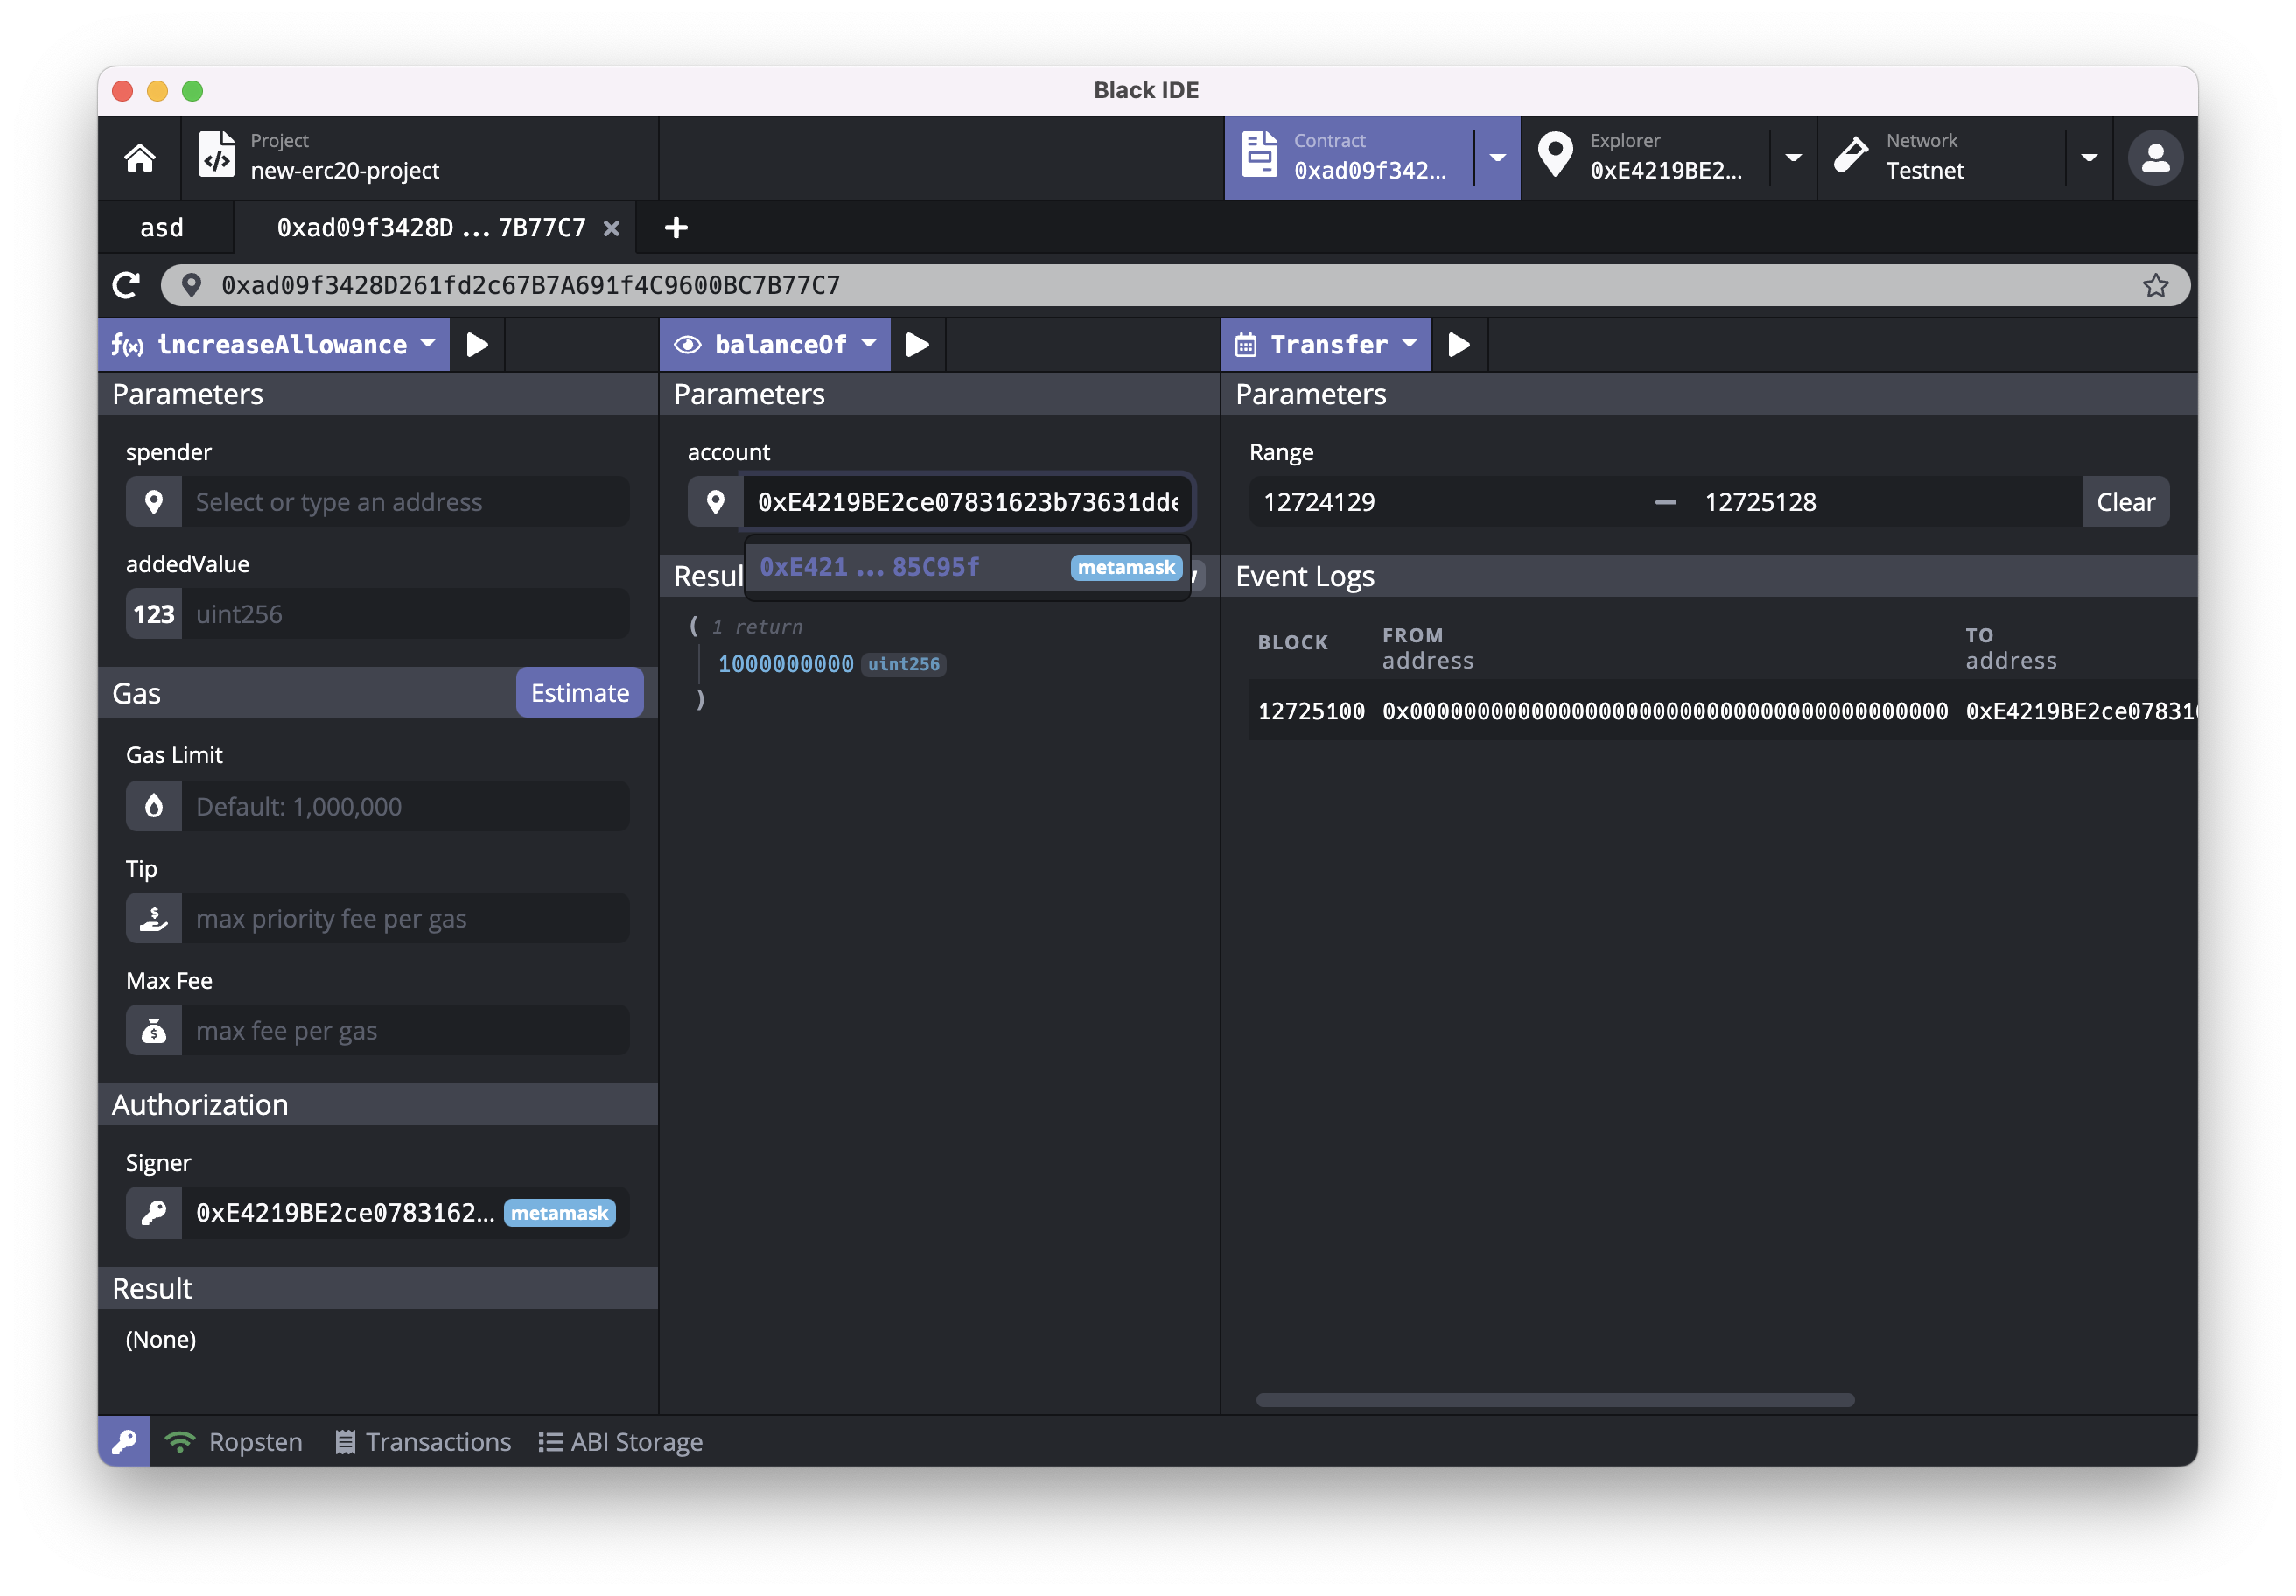 Black IDE
Project
new-erc20-project
Contract
0xad09f342...
Explorer
0xE4219BE2...
Network
Testnet
asd
0xad09f3428D ... 7B77C7
0xad09f3428D261fd2c67B7A691f4C9600BC7B77C7
f(x) increaseAllowance
Parameters
spender
Select or type an address
addedValue
123 uint256
Gas
Estimate
Gas Limit
Default: 1,000,000
Tip
max priority fee per gas
Max Fee
max fee per gas
Authorization
Signer
0xE4219BE2ce0783162... metamask
Result
(None)
balanceOf
Parameters
account
0xE4219BE2ce07831623b73631dde
0xE421 ... 85C95f metamask
Resul
( 1 return
1000000000 uint256
)
Transfer
Parameters
Range
12724129 – 12725128 Clear
Event Logs
BLOCK FROM address TO address
12725100 0x0000000000000000000000000000000000000000 0xE4219BE2ce07831
Ropsten
Transactions
ABI Storage